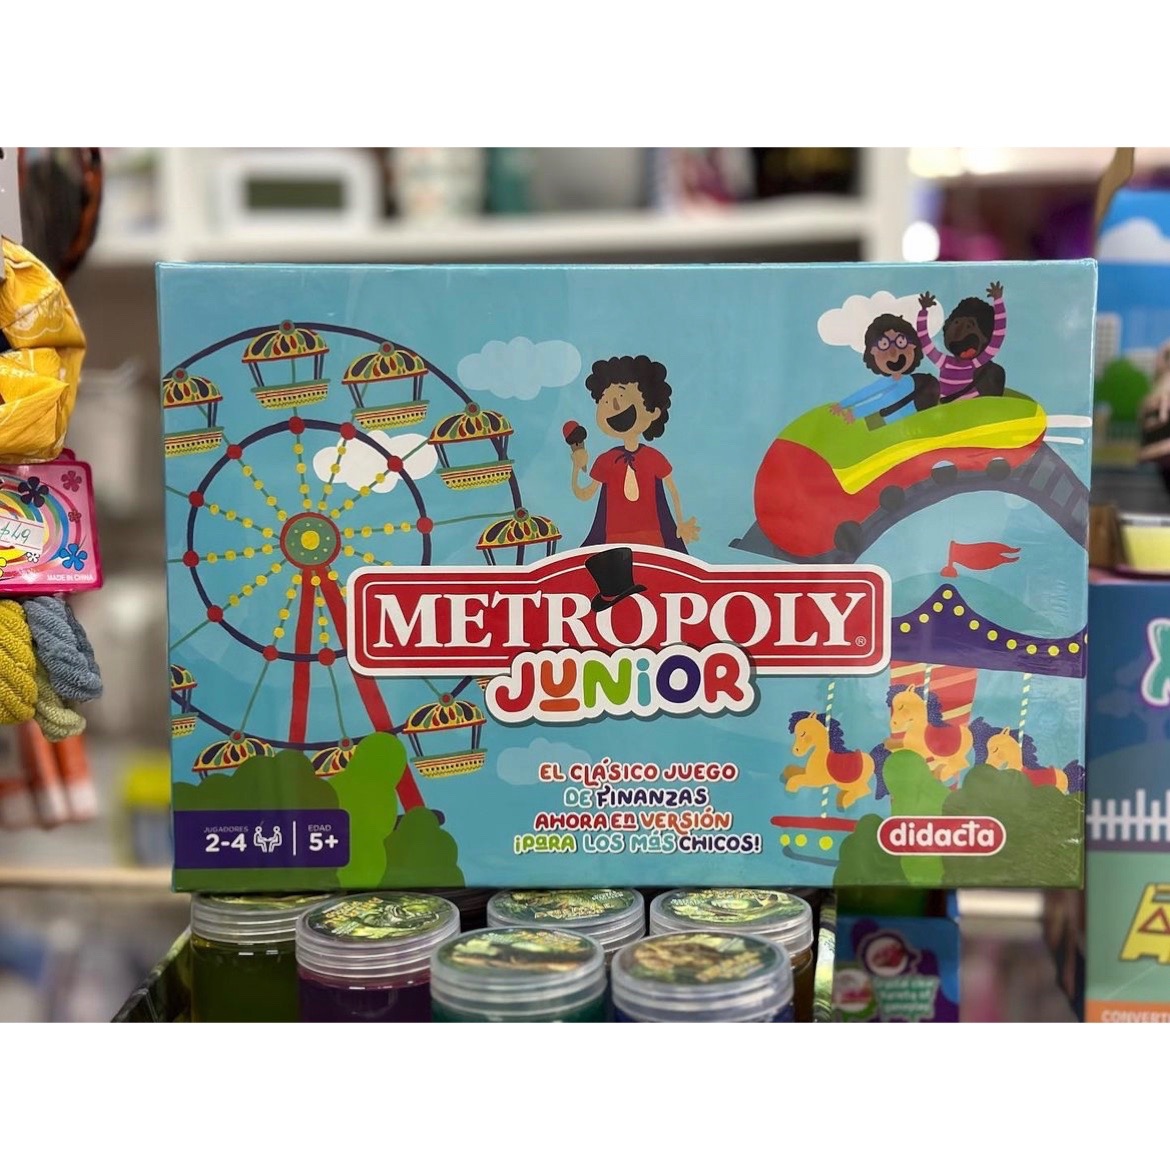 METROPOLY®
JUNiOR
EL CLÁSICO JUEGO
DE FINANZAS
AHORA En VERSIÓN
¡PaRA LOS MáS CHICOS!
JUGADORES
2-4
EDAD
5+
didacta
MADE IN CHINA
CONVERT